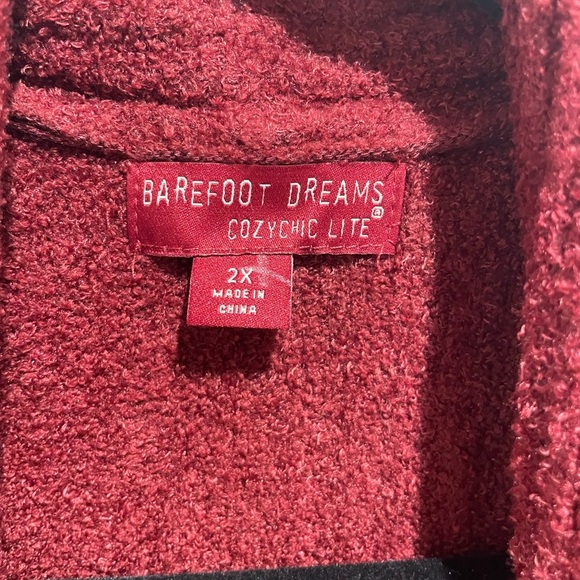 BAREFOOT DREAMS
COZYCHIC LITE®
2X
MADE IN
CHINA